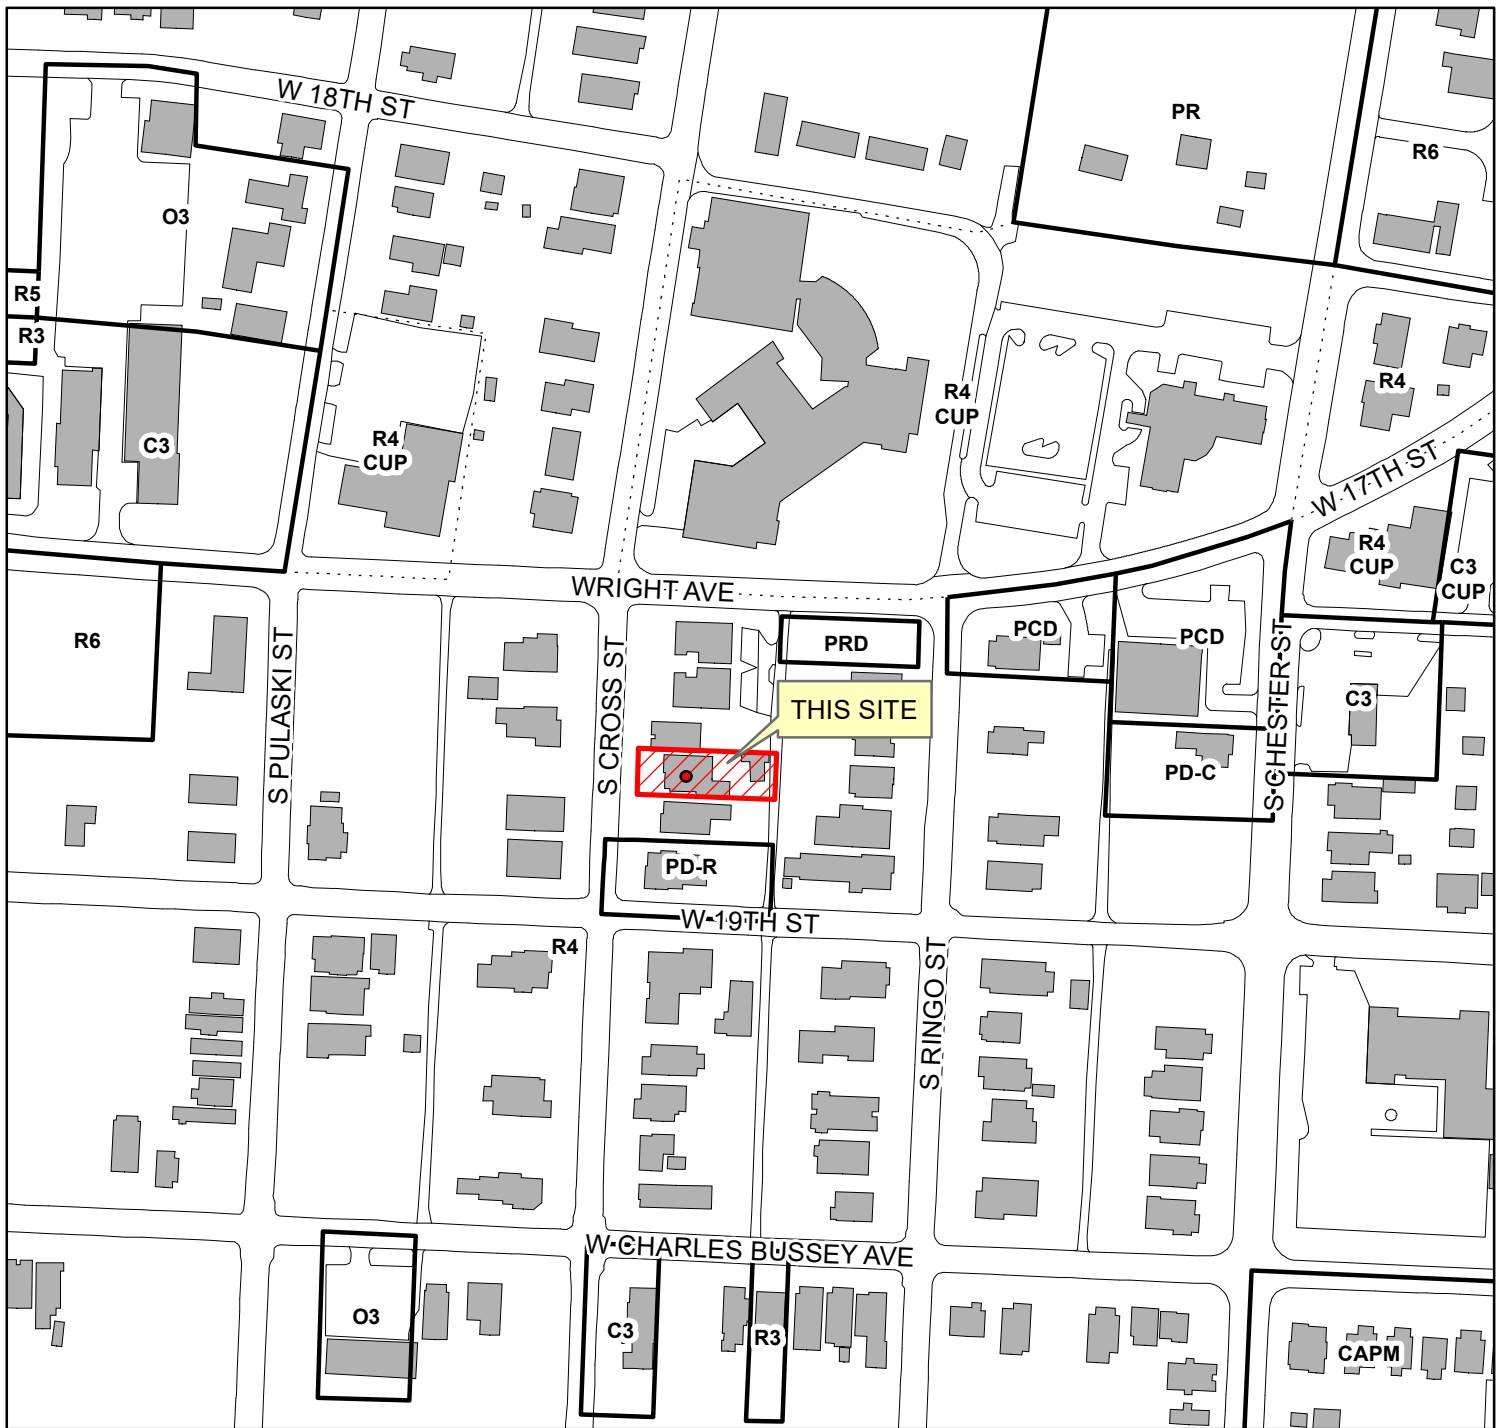 W 18TH ST
PR
R6
O3
R5
R3
R4
R4
CUP
R4
CUP
C3
W 17TH ST
R4
CUP
C3
CUP
WRIGHT AVE
R6
PRD
PCD
PCD
S PULASKI ST
S CROSS ST
THIS SITE
S CHESTER ST
C3
PD-C
PD-R
W 19TH ST
R4
S RINGO ST
W CHARLES BUSSEY AVE
O3
C3
R3
CAPM